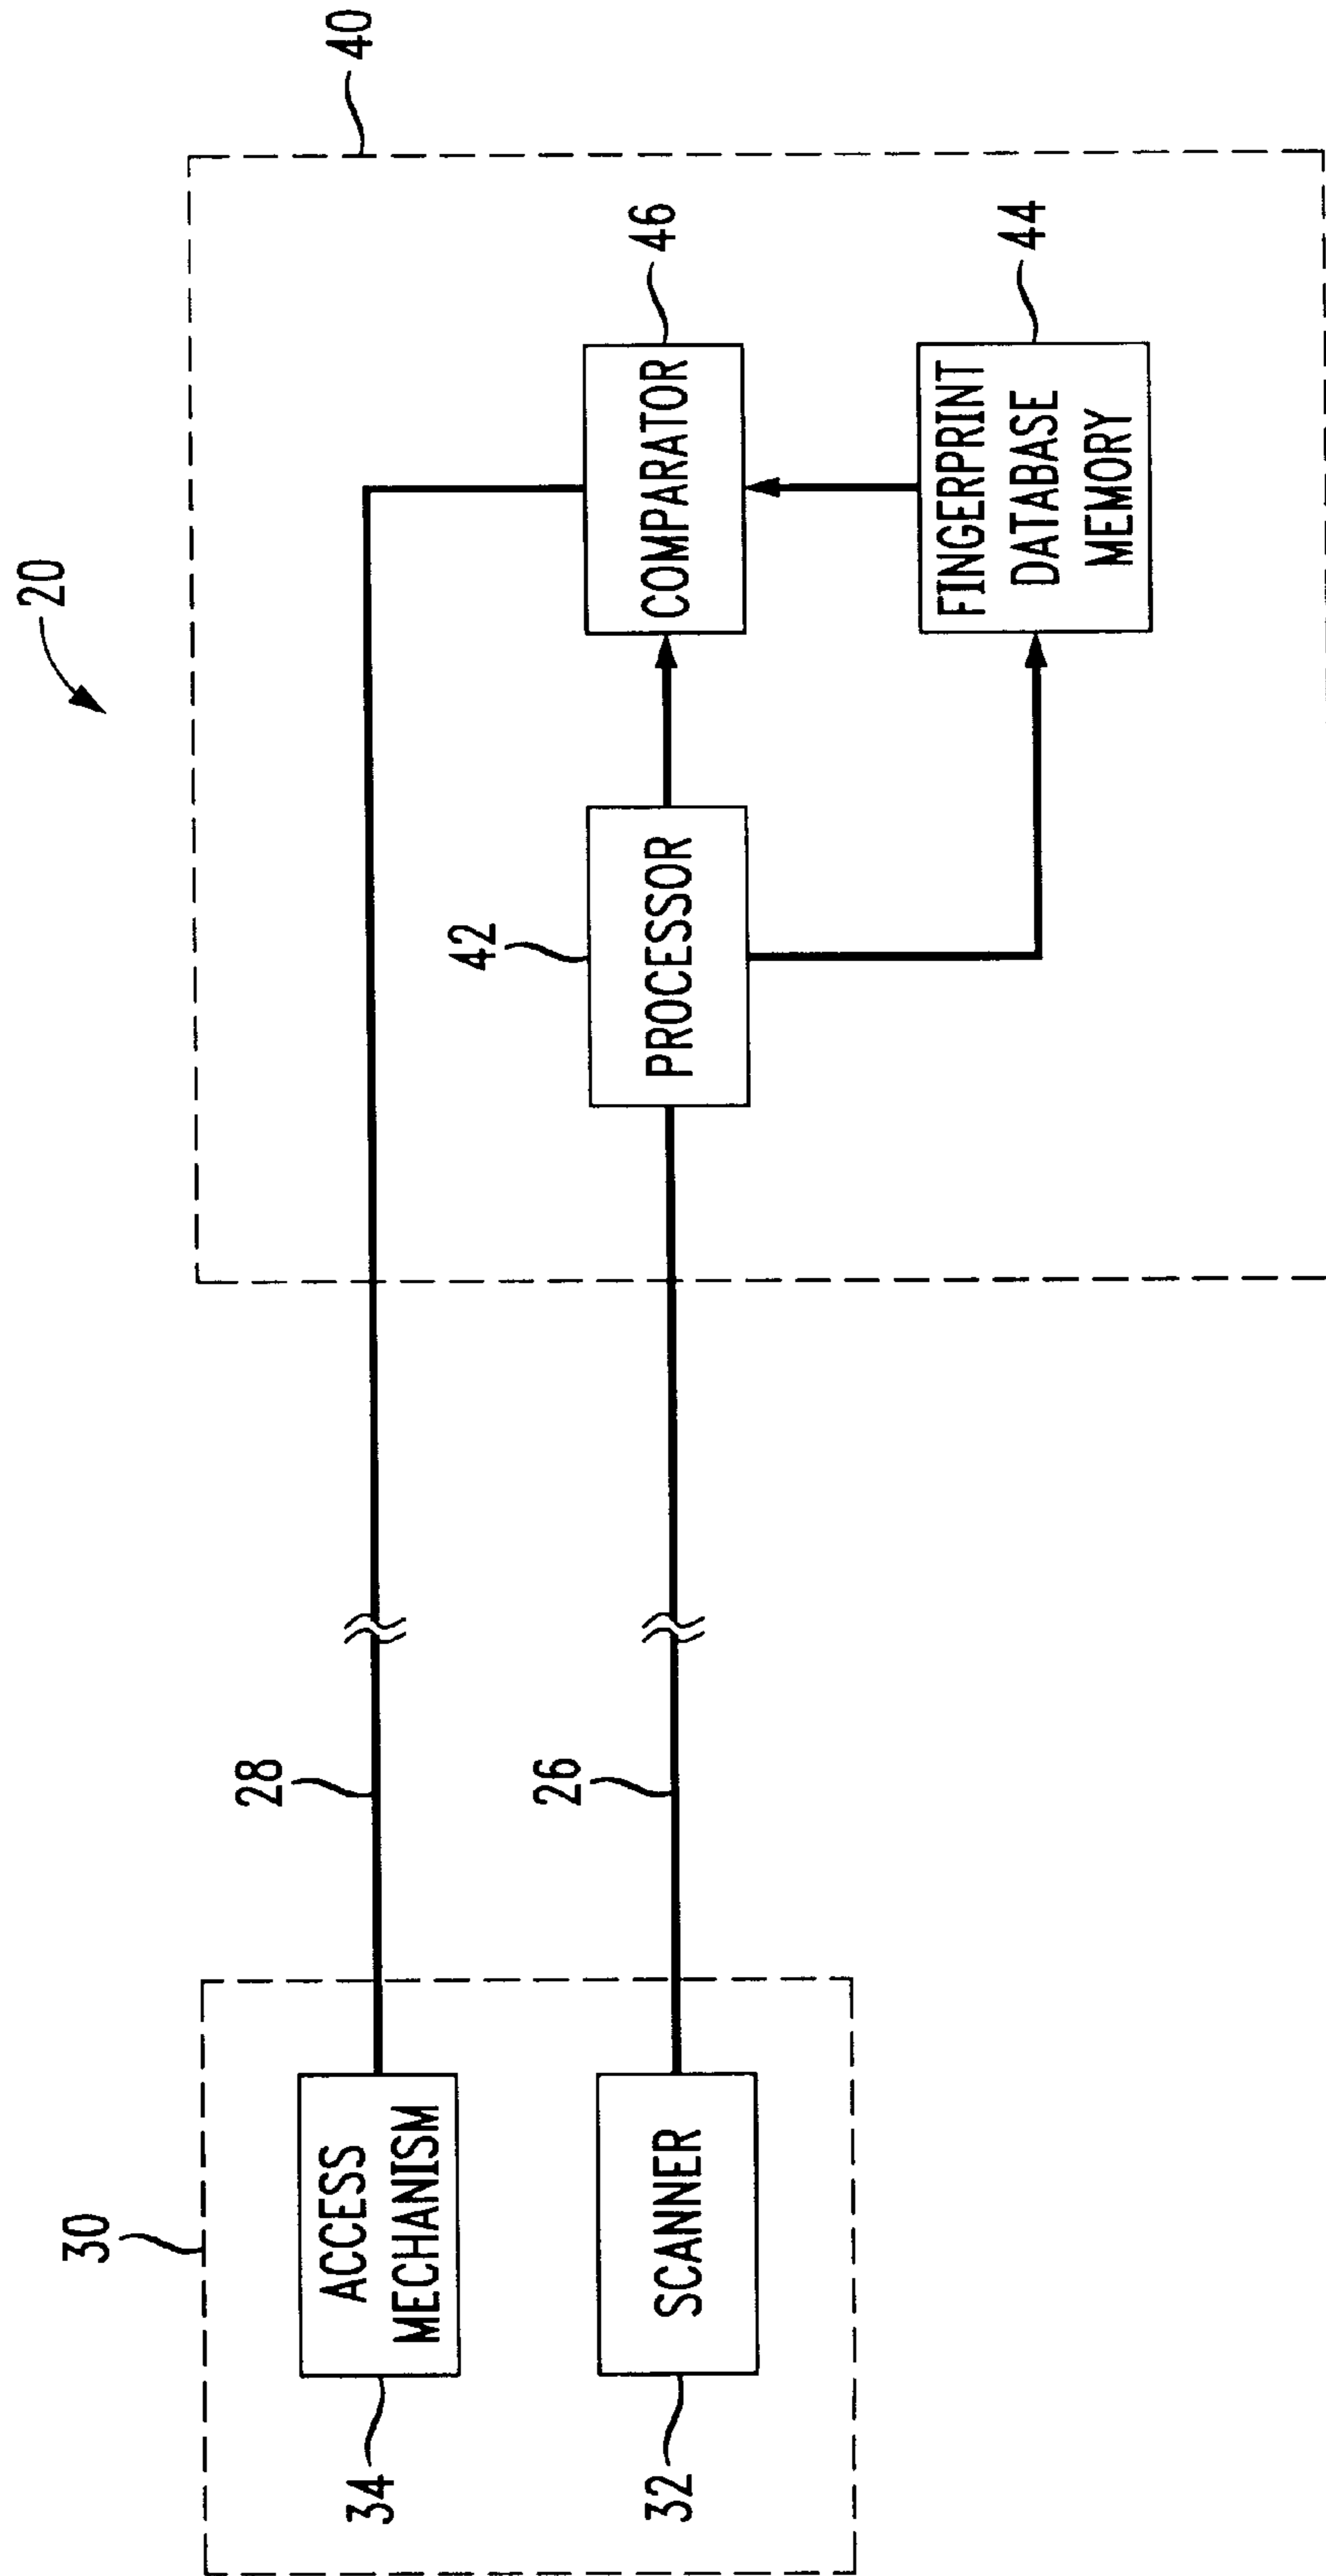 20
30
28
40
ACCESS
MECHANISM
34
26
42
PROCESSOR
COMPARATOR
46
SCANNER
32
FINGERPRINT
DATABASE
MEMORY
44